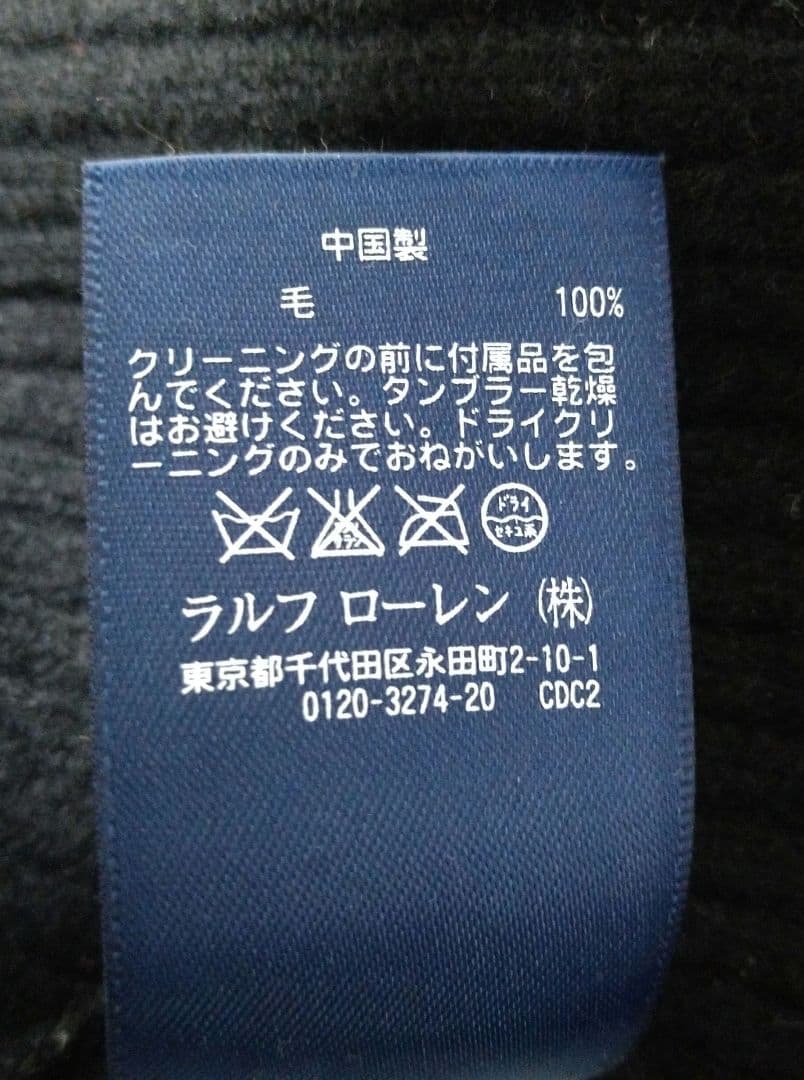 中国製
毛 100%
クリーニングの前に付属品を包
んでください。タンブラー乾燥
はお避けください。ドライクリ
ーニングのみでおねがいします。
ドライ
セキユ系
ラルフ ローレン (株)
東京都千代田区永田町2-10-1
0120-3274-20 CDC2